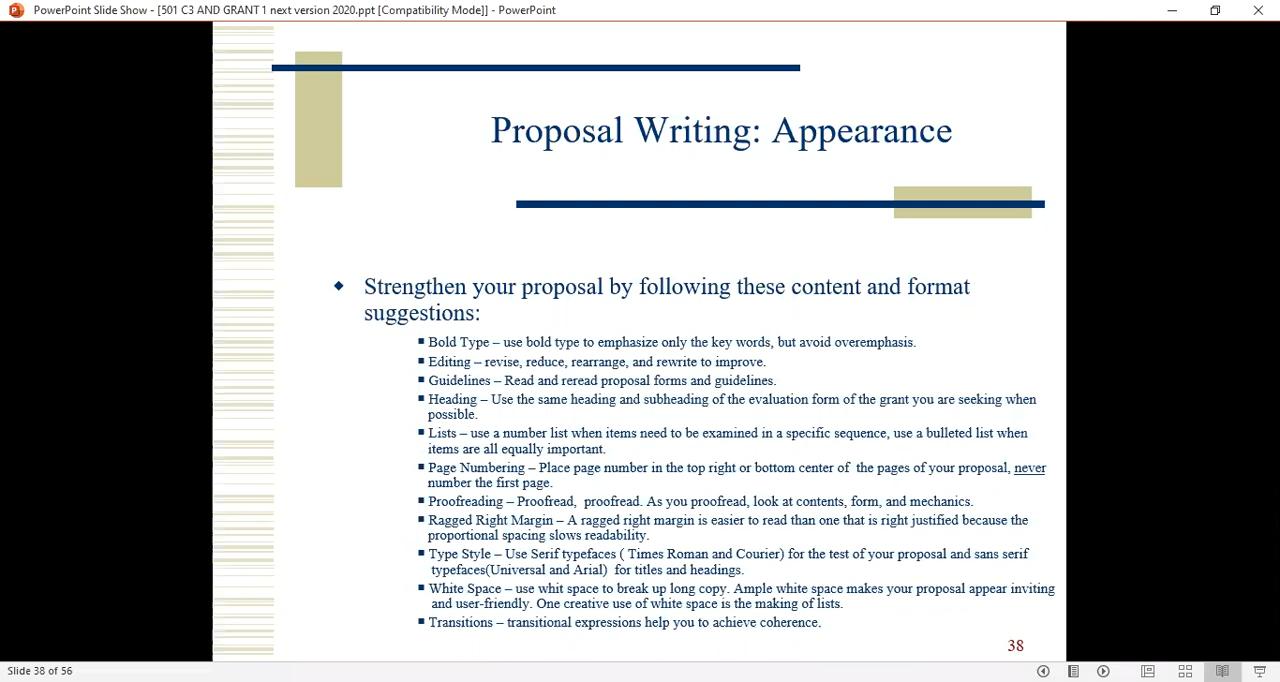 PowerPoint Slide Show - [501 C3 AND GRANT 1 next version 2020.ppt [Compatibility Mode]] - PowerPoint
Proposal Writing: Appearance
Strengthen your proposal by following these content and format
suggestions:
Bold Type – use bold type to emphasize only the key words, but avoid overemphasis.
Editing – revise, reduce, rearrange, and rewrite to improve.
Guidelines – Read and reread proposal forms and guidelines.
Heading – Use the same heading and subheading of the evaluation form of the grant you are seeking when
possible.
Lists – use a number list when items need to be examined in a specific sequence, use a bulleted list when
items are all equally important.
Page Numbering – Place page number in the top right or bottom center of the pages of your proposal, never
number the first page.
Proofreading – Proofread, proofread. As you proofread, look at contents, form, and mechanics.
Ragged Right Margin – A ragged right margin is easier to read than one that is right justified because the
proportional spacing slows readability.
Type Style – Use Serif typefaces ( Times Roman and Courier) for the test of your proposal and sans serif
typefaces(Universal and Arial) for titles and headings.
White Space – use whit space to break up long copy. Ample white space makes your proposal appear inviting
and user-friendly. One creative use of white space is the making of lists.
Transitions – transitional expressions help you to achieve coherence.
38
Slide 38 of 56